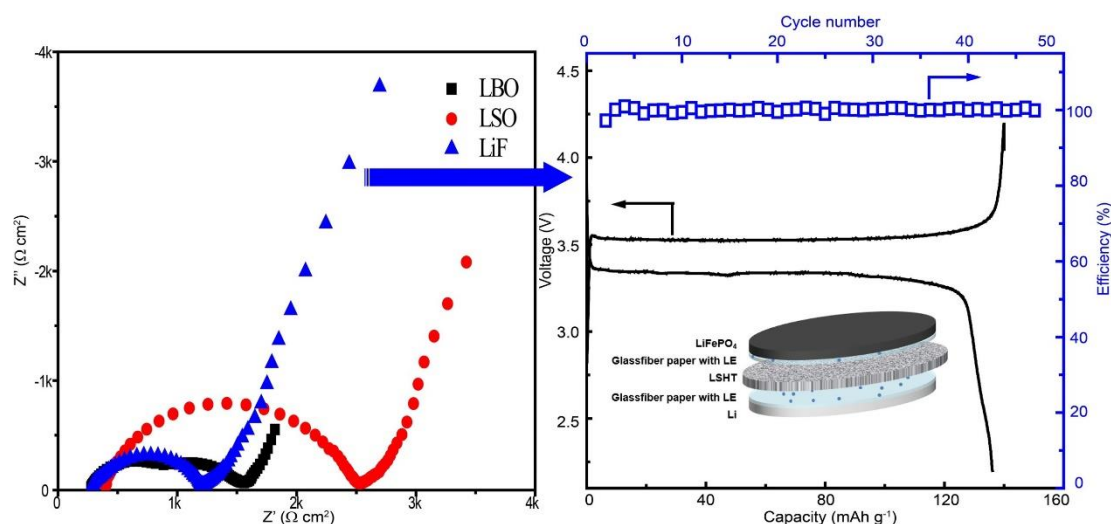 -4k
-3k
-2k
-1k
0
0
1k
2k
3k
4k
Z'' (Ω cm²)
Z' (Ω cm²)
LBO
LSO
LiF
Cycle number
0 10 20 30 40 50
4.5
4.0
3.5
3.0
2.5
Voltage (V)
100
80
60
40
20
0
Efficiency (%)
LiFePO₄
Glassfiber paper with LE
LSHT
Glassfiber paper with LE
Li
0 40 80 120 160
Capacity (mAh g⁻¹)